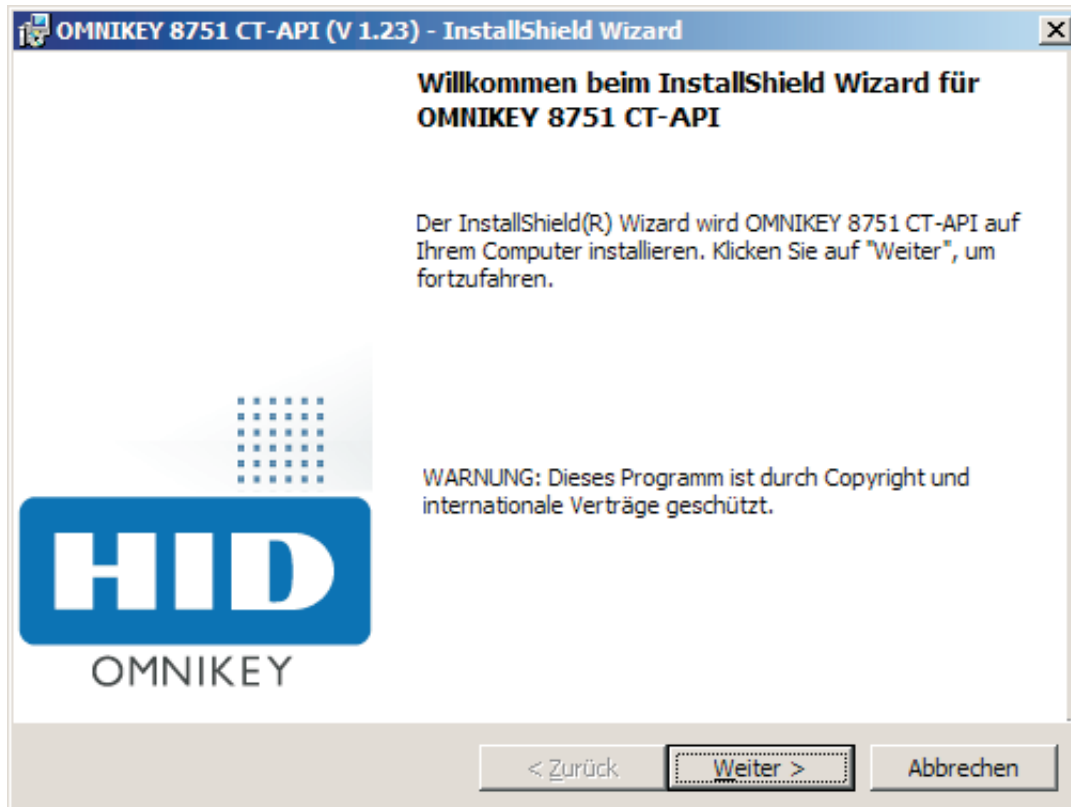 OMNIKEY 8751 CT-API (V 1.23) - InstallShield Wizard
Willkommen beim InstallShield Wizard für
OMNIKEY 8751 CT-API
Der InstallShield(R) Wizard wird OMNIKEY 8751 CT-API auf
Ihrem Computer installieren. Klicken Sie auf "Weiter", um
fortzufahren.
WARNUNG: Dieses Programm ist durch Copyright und
internationale Verträge geschützt.
HID
OMNIKEY
< Zurück
Weiter >
Abbrechen